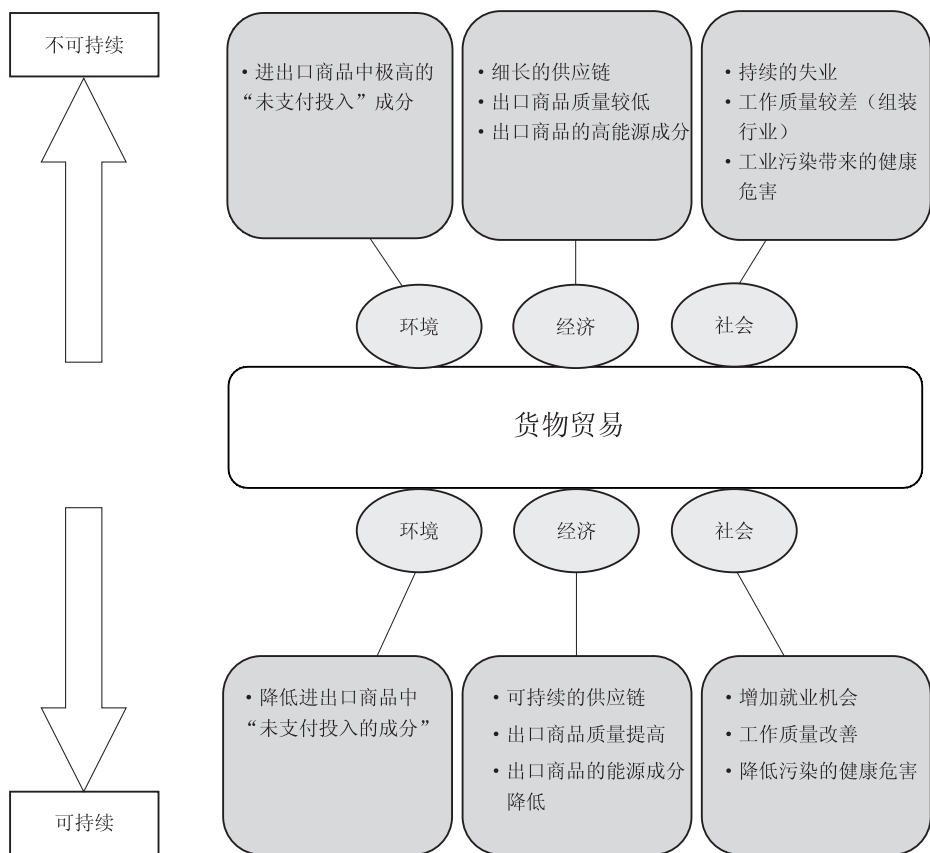 不可持续
• 进出口商品中极高的
“未支付投入”成分
• 细长的供应链
• 出口商品质量较低
• 出口商品的高能源成分
• 持续的失业
• 工作质量较差（组装
行业）
• 工业污染带来的健康
危害
环境
经济
社会
货物贸易
环境
经济
社会
• 降低进出口商品中
“未支付投入的成分”
• 可持续的供应链
• 出口商品质量提高
• 出口商品的能源成分
降低
• 增加就业机会
• 工作质量改善
• 降低污染的健康危害
可持续